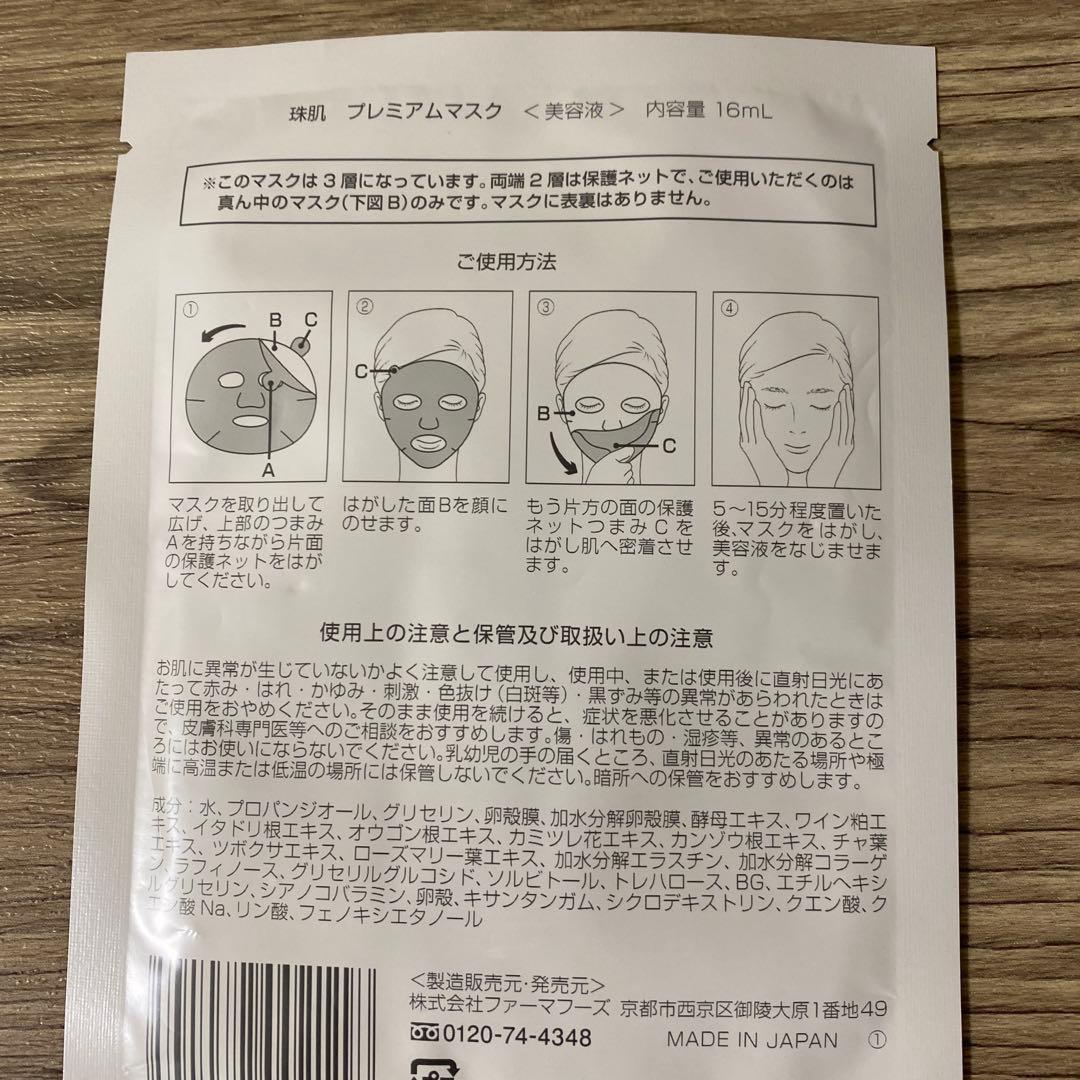 珠肌 プレミアムマスク ＜美容液＞ 内容量 16mL
※このマスクは3層になっています。両端2層は保護ネットで、ご使用いただくのは
真ん中のマスク（下図B）のみです。マスクに表裏はありません。
ご使用方法
①
B
C
A
マスクを取り出して
広げ、上部のつまみ
Aを持ちながら片面
の保護ネットをはが
してください。
②
C
はがした面Bを顔に
のせます。
③
B
C
もう片方の面の保護
ネットつまみCを
はがし肌へ密着させ
ます。
④
5～15分程度置いた
後、マスクをはがし、
美容液をなじませま
す。
使用上の注意と保管及び取扱い上の注意
お肌に異常が生じていないかよく注意して使用し、使用中、または使用後に直射日光にあ
たって赤み・はれ・かゆみ・刺激・色抜け（白斑等）・黒ずみ等の異常があらわれたときは
ご使用をおやめください。そのまま使用を続けると、症状を悪化させることがありますの
で、皮膚科専門医等へのご相談をおすすめします。傷・はれもの・湿疹等、異常のあるとこ
ろにはお使いにならないでください。乳幼児の手の届くところ、直射日光のあたる場所や極
端に高温または低温の場所には保管しないでください。暗所への保管をおすすめします。
成分：水、プロパンジオール、グリセリン、卵殻膜、加水分解卵殻膜、酵母エキス、ワイン粕エ
キス、イタドリ根エキス、オウゴン根エキス、カミツレ花エキス、カンゾウ根エキス、チャ葉
エキス、ツボクサエキス、ローズマリー葉エキス、加水分解エラスチン、加水分解コラーゲ
ン、ラフィノース、グリセリルグルコシド、ソルビトール、トレハロース、BG、エチルヘキシ
ルグリセリン、シアノコバラミン、卵殻、キサンタンガム、シクロデキストリン、クエン酸、ク
エン酸Na、リン酸、フェノキシエタノール
＜製造販売元・発売元＞
株式会社ファーマフーズ 京都市西京区御陵大原1番地49
0120-74-4348 MADE IN JAPAN ①